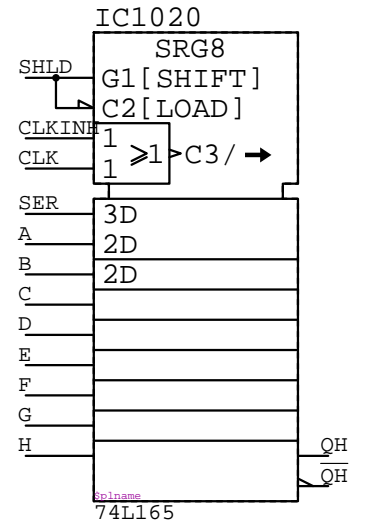 IC1020
SRG8
SHLD
G1[SHIFT]
C2[LOAD]
CLKINH
1
≥1
C3/→
CLK
1
SER
3D
A
2D
B
2D
C
D
E
F
G
H
QH
QH
$plname
74L165